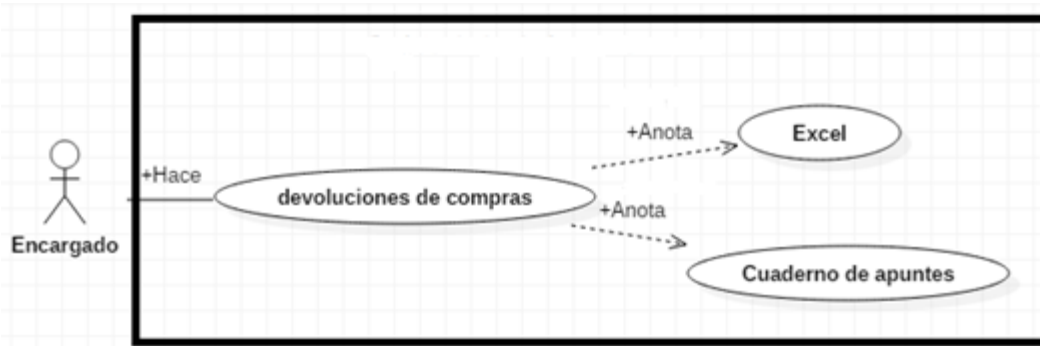 +Anota
Excel
+Hace
devoluciones de compras
+Anota
Encargado
Cuaderno de apuntes